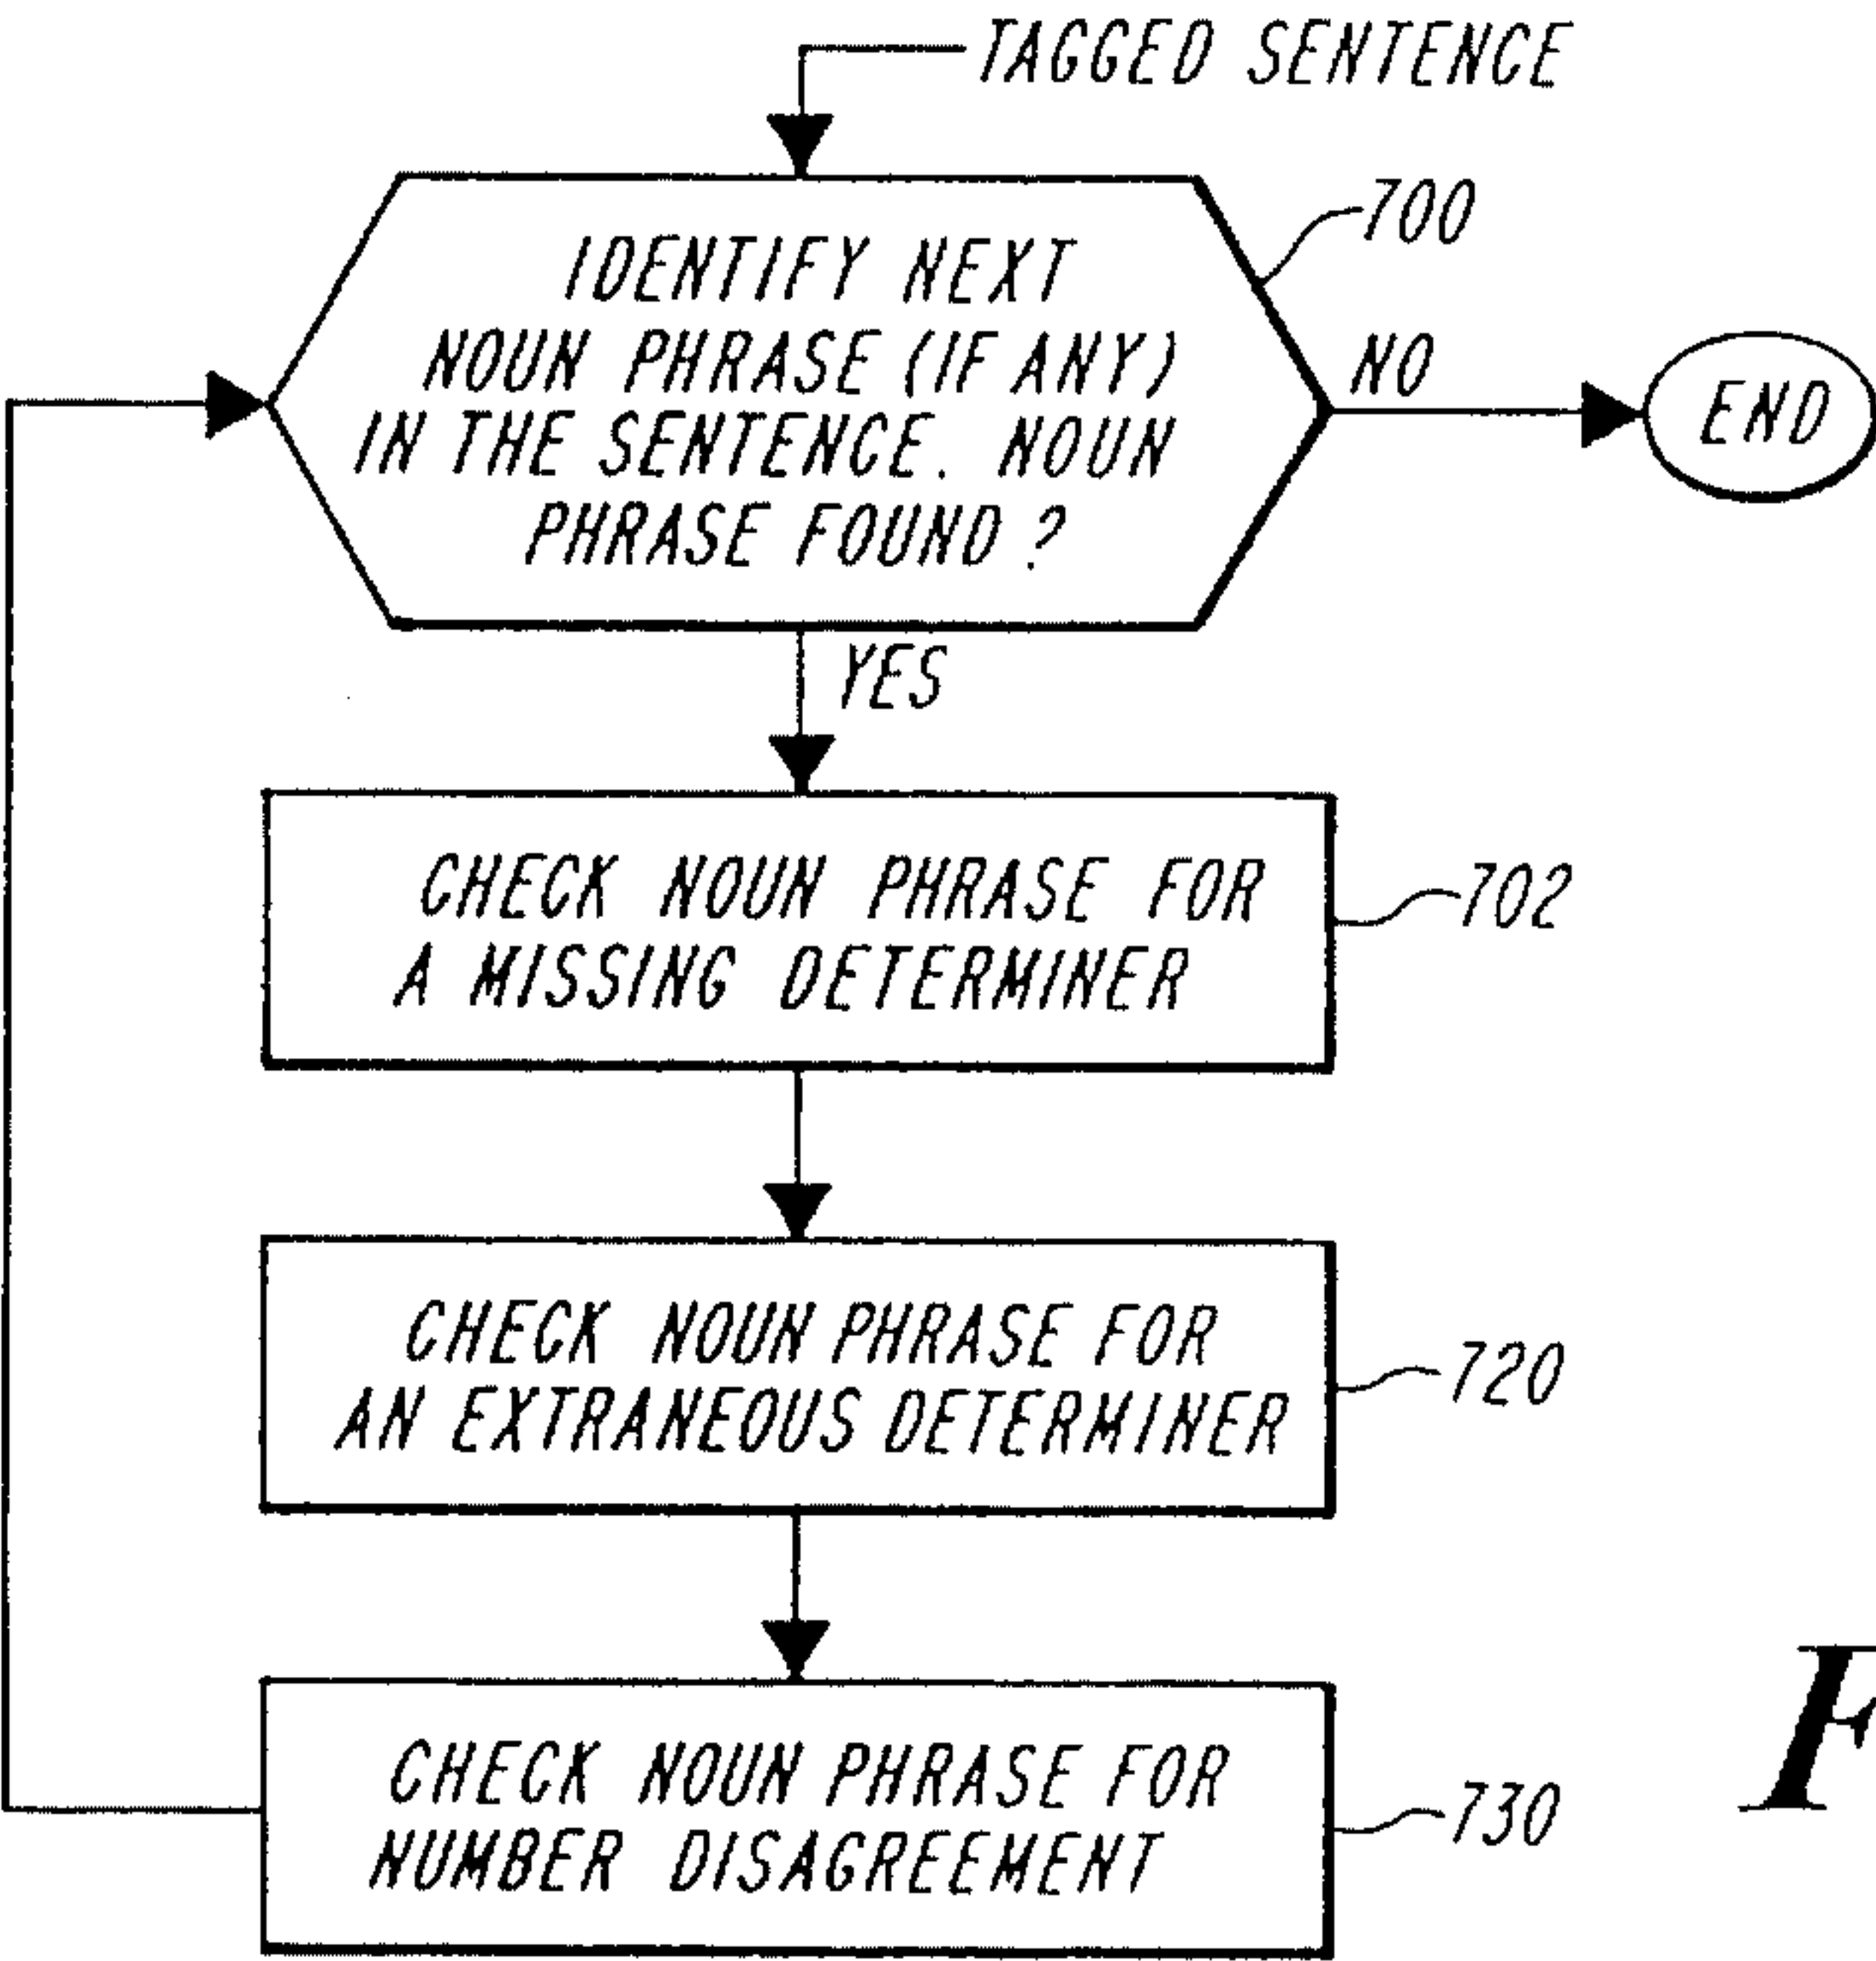 TAGGED SENTENCE
700
IDENTIFY NEXT
NOUN PHRASE (IF ANY)
IN THE SENTENCE. NOUN
PHRASE FOUND ?
NO
END
YES
CHECK NOUN PHRASE FOR
A MISSING DETERMINER
702
CHECK NOUN PHRASE FOR
AN EXTRANEOUS DETERMINER
720
CHECK NOUN PHRASE FOR
NUMBER DISAGREEMENT
730
F